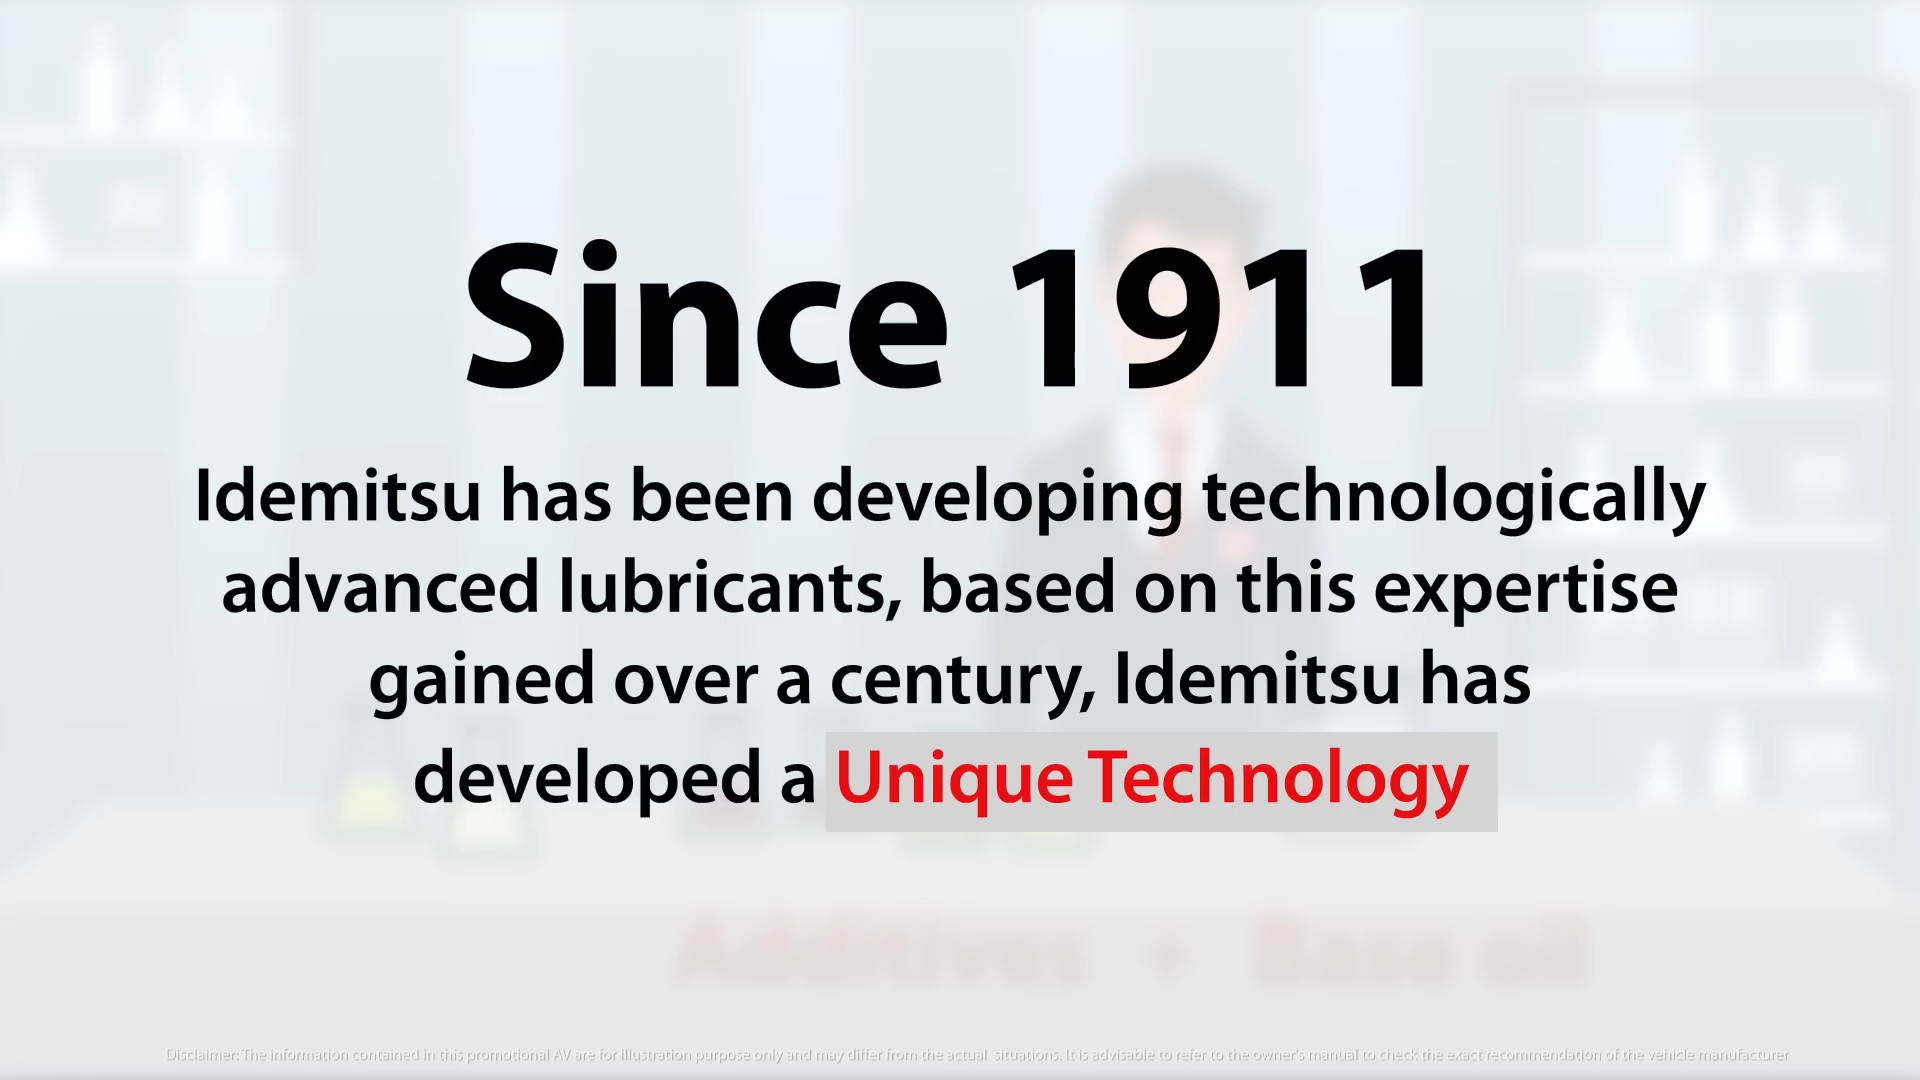 Since 1911
Idemitsu has been developing technologically
advanced lubricants, based on this expertise
gained over a century, Idemitsu has
developed a Unique Technology
Additives + Base oil
Disclaimer: The information contained in this promotional AV are for illustration purpose only and may differ from the actual situations. It is advisable to refer to the owner's manual to check the exact recommendation of the vehicle manufacturer